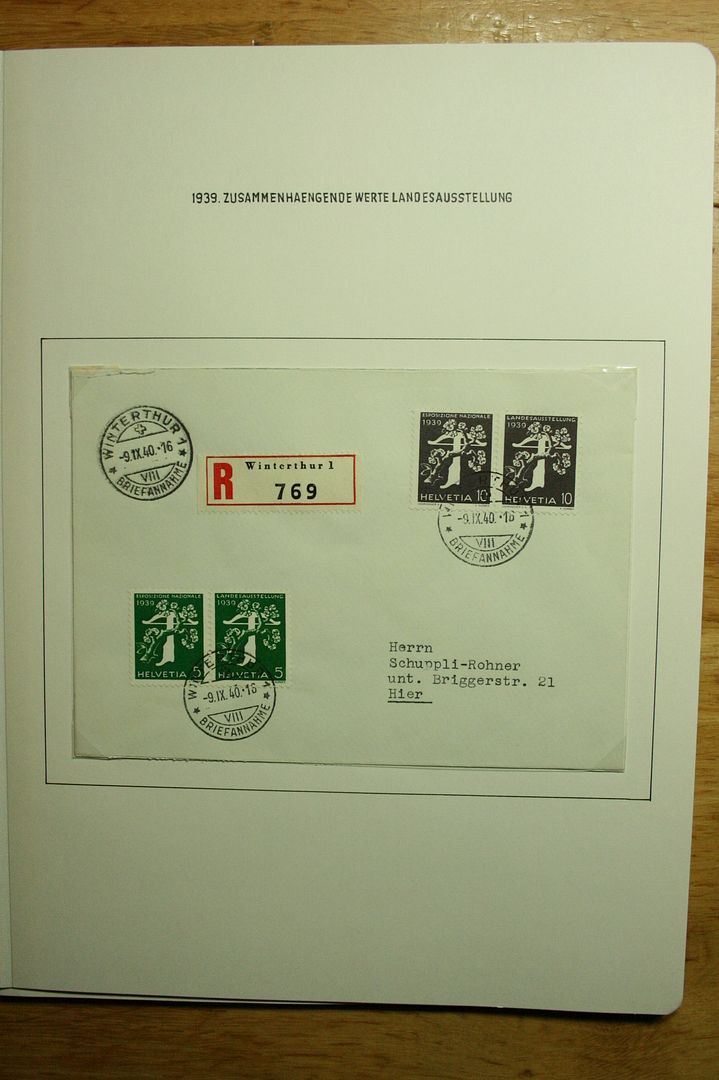 1939. ZUSAMMENHAENGENDE WERTE LANDESAUSSTELLUNG
WINTERTHUR 1
-9.IX.40.-16
VIII
BRIEFANNAHME
R
Winterthur 1
769
ESPOSIZIONE NAZIONALE
1939
HELVETIA 10
LANDESAUSSTELLUNG
1939
HELVETIA 10
-9.IX.40.-16
VIII
BRIEFANNAHME
ESPOSIZIONE NAZIONALE
1939
HELVETIA 5
LANDESAUSSTELLUNG
1939
HELVETIA 5
-9.IX.40.-16
VIII
BRIEFANNAHME
Herrn
Schuppli-Rohner
unt. Briggerstr. 21
Hier